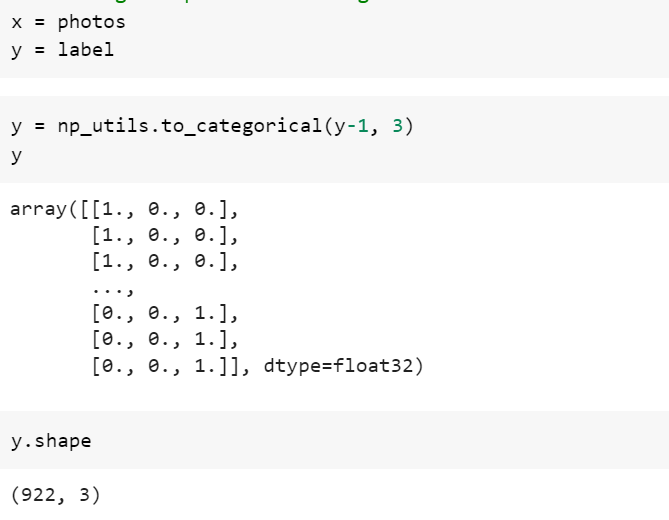 x = photos
y = label
y = np_utils.to_categorical(y-1, 3)
y
array([[1., 0., 0.],
[1., 0., 0.],
[1., 0., 0.],
...,
[0., 0., 1.],
[0., 0., 1.],
[0., 0., 1.]], dtype=float32)
y.shape
(922, 3)